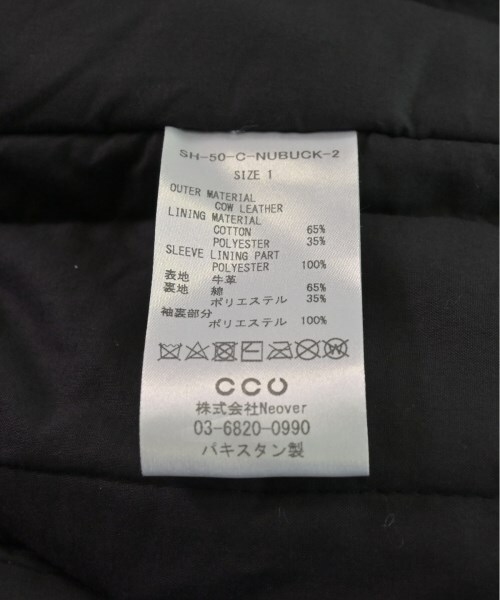 SH-50-C-NUBUCK-2
SIZE 1
OUTER MATERIAL
COW LEATHER
LINING MATERIAL
COTTON 65%
POLYESTER 35%
SLEEVE LINING PART
POLYESTER 100%
表地 牛革
裏地 綿 65%
ポリエステル 35%
袖裏部分
ポリエステル 100%
CCU
株式会社Neover
03-6820-0990
パキスタン製